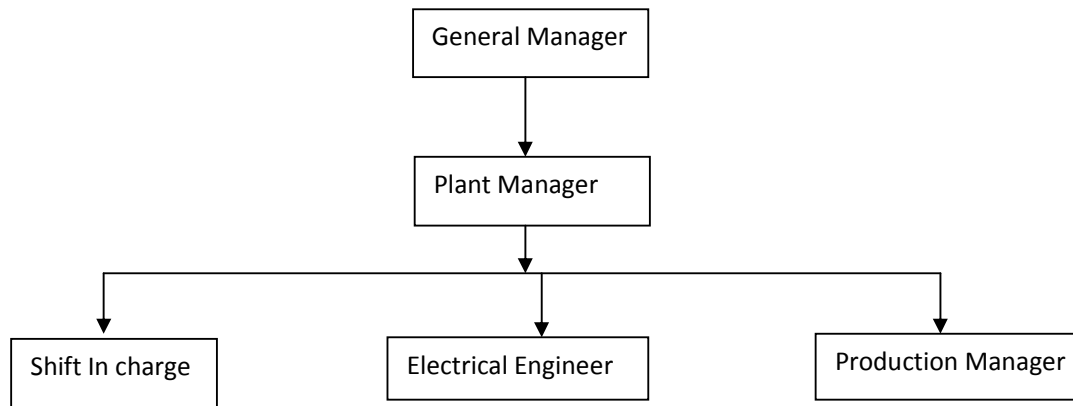 General Manager
Plant Manager
Shift In charge
Electrical Engineer
Production Manager